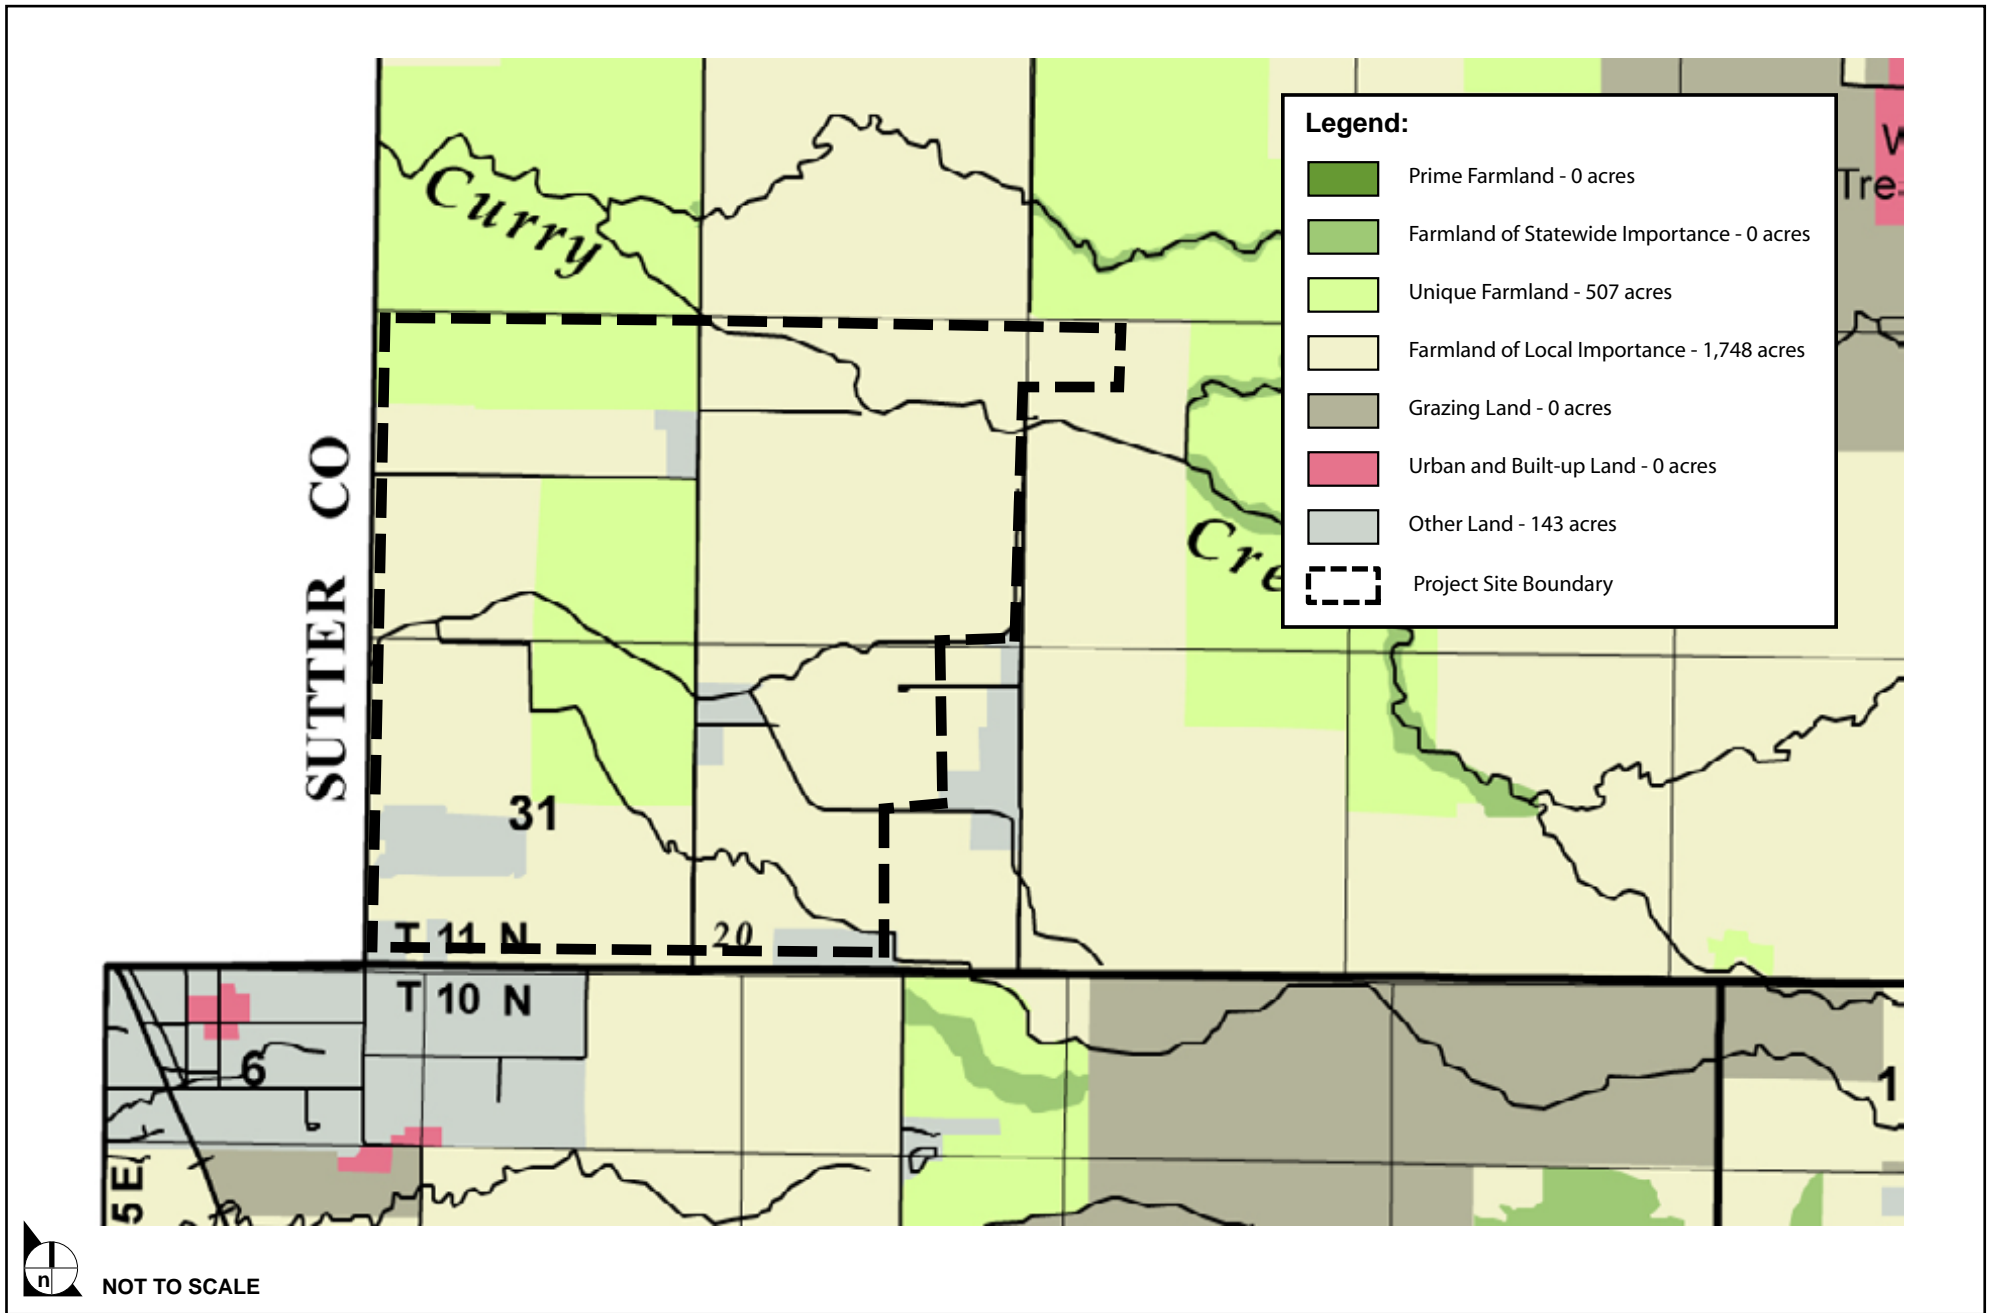 Curry
Cre
SUTTER CO
31
T 11 N
20
T 10 N
6
5 E
1
W
Tre
Legend:
Prime Farmland - 0 acres
Farmland of Statewide Importance - 0 acres
Unique Farmland - 507 acres
Farmland of Local Importance - 1,748 acres
Grazing Land - 0 acres
Urban and Built-up Land - 0 acres
Other Land - 143 acres
Project Site Boundary
n
NOT TO SCALE